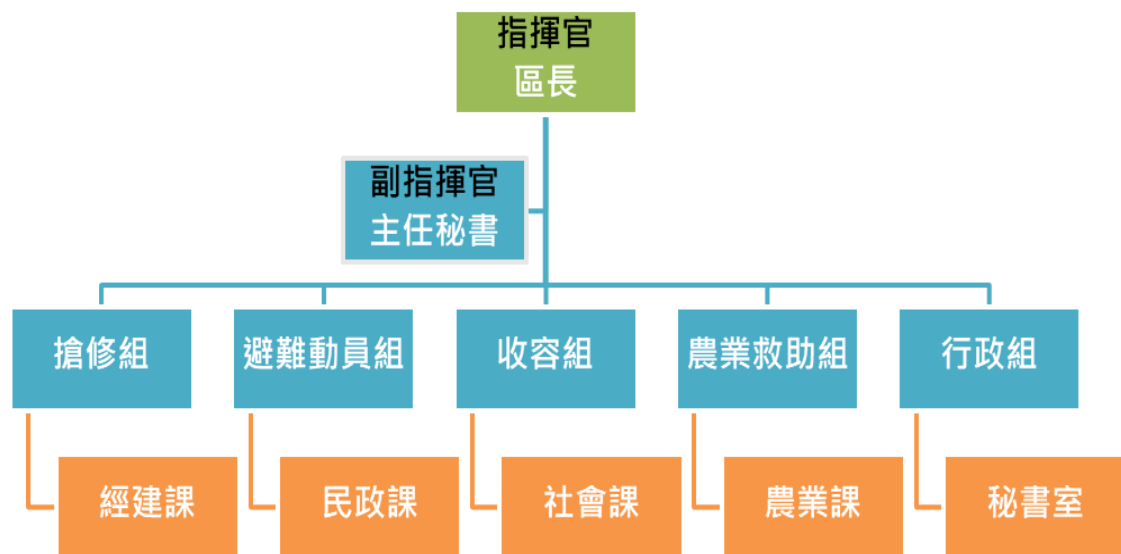 指揮官
區長
副指揮官
主任秘書
搶修組
避難動員組
收容組
農業救助組
行政組
經建課
民政課
社會課
農業課
秘書室